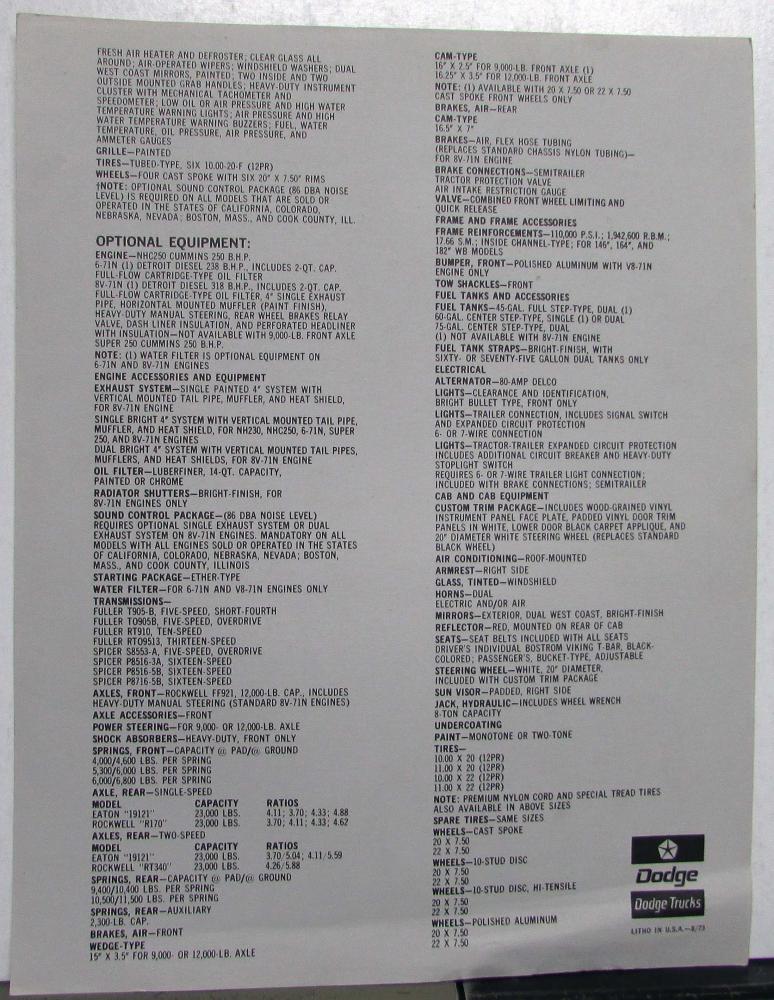 FRESH AIR HEATER AND DEFROSTER; CLEAR GLASS ALL
AROUND; AIR-OPERATED WIPERS; WINDSHIELD WASHERS; DUAL
WEST COAST MIRRORS, PAINTED; TWO INSIDE AND TWO
OUTSIDE MOUNTED GRAB HANDLES; HEAVY-DUTY INSTRUMENT
CLUSTER WITH MECHANICAL TACHOMETER AND
SPEEDOMETER; LOW OIL OR AIR PRESSURE AND HIGH WATER
TEMPERATURE WARNING LIGHTS; AIR PRESSURE AND HIGH
WATER TEMPERATURE WARNING BUZZERS; FUEL, WATER
TEMPERATURE, OIL PRESSURE, AIR PRESSURE, AND
AMMETER GAUGES
GRILLE—PAINTED
TIRES—TUBED-TYPE, SIX 10.00-20-F (12PR)
WHEELS—FOUR CAST SPOKE WITH SIX 20" X 7.50" RIMS
†NOTE: OPTIONAL SOUND CONTROL PACKAGE (86 DBA NOISE
LEVEL) IS REQUIRED ON ALL MODELS THAT ARE SOLD OR
OPERATED IN THE STATES OF CALIFORNIA, COLORADO,
NEBRASKA, NEVADA; BOSTON, MASS., AND COOK COUNTY, ILL.
OPTIONAL EQUIPMENT:
ENGINE—NHC250 CUMMINS 250 B.H.P.
6-71N (1) DETROIT DIESEL 238 B.H.P., INCLUDES 2-QT. CAP.
FULL-FLOW CARTRIDGE-TYPE OIL FILTER
8V-71N (1) DETROIT DIESEL 318 B.H.P., INCLUDES 2-QT. CAP.
FULL-FLOW CARTRIDGE-TYPE OIL FILTER, 4" SINGLE EXHAUST
PIPE, HORIZONTAL MOUNTED MUFFLER (PAINT FINISH),
HEAVY-DUTY MANUAL STEERING, REAR WHEEL BRAKES RELAY
VALVE, DASH LINER INSULATION, AND PERFORATED HEADLINER
WITH INSULATION—NOT AVAILABLE WITH 9,000-LB. FRONT AXLE
SUPER 250 CUMMINS 250 B.H.P.
NOTE: (1) WATER FILTER IS OPTIONAL EQUIPMENT ON
6-71N AND 8V-71N ENGINES
ENGINE ACCESSORIES AND EQUIPMENT
EXHAUST SYSTEM—SINGLE PAINTED 4" SYSTEM WITH
VERTICAL MOUNTED TAIL PIPE, MUFFLER, AND HEAT SHIELD,
FOR 8V-71N ENGINE
SINGLE BRIGHT 4" SYSTEM WITH VERTICAL MOUNTED TAIL PIPE,
MUFFLER, AND HEAT SHIELD, FOR NH230, NHC250, 6-71N, SUPER
250, AND 8V-71N ENGINES
DUAL BRIGHT 4" SYSTEM WITH VERTICAL MOUNTED TAIL PIPES,
MUFFLERS, AND HEAT SHIELDS, FOR 8V-71N ENGINE
OIL FILTER—LUBERFINER, 14-QT. CAPACITY,
PAINTED OR CHROME
RADIATOR SHUTTERS—BRIGHT-FINISH, FOR
8V-71N ENGINES ONLY
SOUND CONTROL PACKAGE—(86 DBA NOISE LEVEL)
REQUIRES OPTIONAL SINGLE EXHAUST SYSTEM OR DUAL
EXHAUST SYSTEM ON 8V-71N ENGINES. MANDATORY ON ALL
MODELS WITH ALL ENGINES SOLD OR OPERATED IN THE STATES
OF CALIFORNIA, COLORADO, NEBRASKA, NEVADA; BOSTON,
MASS., AND COOK COUNTY, ILLINOIS
STARTING PACKAGE—ETHER-TYPE
WATER FILTER—FOR 6-71N AND V8-71N ENGINES ONLY
TRANSMISSIONS—
FULLER T905-B, FIVE-SPEED, SHORT-FOURTH
FULLER TO905B, FIVE-SPEED, OVERDRIVE
FULLER RT910, TEN-SPEED
FULLER RTO9513, THIRTEEN-SPEED
SPICER S8553-A, FIVE-SPEED, OVERDRIVE
SPICER P8516-3A, SIXTEEN-SPEED
SPICER P8516-5B, SIXTEEN-SPEED
SPICER P8716-5B, SIXTEEN-SPEED
AXLES, FRONT—ROCKWELL FF921, 12,000-LB. CAP., INCLUDES
HEAVY-DUTY MANUAL STEERING (STANDARD 8V-71N ENGINES)
AXLE ACCESSORIES—FRONT
POWER STEERING—FOR 9,000- OR 12,000-LB. AXLE
SHOCK ABSORBERS—HEAVY-DUTY, FRONT ONLY
SPRINGS, FRONT—CAPACITY @ PAD/@ GROUND
4,000/4,600 LBS. PER SPRING
5,300/6,000 LBS. PER SPRING
6,000/6,800 LBS. PER SPRING
AXLE, REAR—SINGLE-SPEED
MODEL CAPACITY RATIOS
EATON "19121" 23,000 LBS. 4.11; 3.70; 4.33; 4.88
ROCKWELL "R170" 23,000 LBS. 3.70; 4.11; 4.33; 4.62
AXLES, REAR—TWO-SPEED
MODEL CAPACITY RATIOS
EATON "19121" 23,000 LBS. 3.70/5.04; 4.11/5.59
ROCKWELL "RT340" 23,000 LBS. 4.26/5.88
SPRINGS, REAR—CAPACITY @ PAD/@ GROUND
9,400/10,400 LBS. PER SPRING
10,500/11,500 LBS. PER SPRING
SPRINGS, REAR—AUXILIARY
2,300-LB. CAP.
BRAKES, AIR—FRONT
WEDGE-TYPE
15" X 3.5" FOR 9,000- OR 12,000-LB. AXLE
CAM-TYPE
16" X 2.5" FOR 9,000-LB. FRONT AXLE (1)
16.25" X 3.5" FOR 12,000-LB. FRONT AXLE
NOTE: (1) AVAILABLE WITH 20 X 7.50 OR 22 X 7.50
CAST SPOKE FRONT WHEELS ONLY
BRAKES, AIR—REAR
CAM-TYPE
16.5" X 7"
BRAKES—AIR, FLEX HOSE TUBING
(REPLACES STANDARD CHASSIS NYLON TUBING)—
FOR 8V-71N ENGINE
BRAKE CONNECTIONS—SEMITRAILER
TRACTOR PROTECTION VALVE
AIR INTAKE RESTRICTION GAUGE
VALVE—COMBINED FRONT WHEEL LIMITING AND
QUICK RELEASE
FRAME AND FRAME ACCESSORIES
FRAME REINFORCEMENTS—110,000 P.S.I.; 1,942,600 R.B.M.;
17.66 S.M.; INSIDE CHANNEL-TYPE; FOR 146", 164", AND
182" WB MODELS
BUMPER, FRONT—POLISHED ALUMINUM WITH V8-71N
ENGINE ONLY
TOW SHACKLES—FRONT
FUEL TANKS AND ACCESSORIES
FUEL TANKS—45-GAL. FULL STEP-TYPE, DUAL (1)
60-GAL. CENTER STEP-TYPE, SINGLE (1) OR DUAL
75-GAL. CENTER STEP-TYPE, DUAL
(1) NOT AVAILABLE WITH 8V-71N ENGINE
FUEL TANK STRAPS—BRIGHT-FINISH, WITH
SIXTY- OR SEVENTY-FIVE GALLON DUAL TANKS ONLY
ELECTRICAL
ALTERNATOR—80-AMP DELCO
LIGHTS—CLEARANCE AND IDENTIFICATION,
BRIGHT BULLET TYPE, FRONT ONLY
LIGHTS—TRAILER CONNECTION, INCLUDES SIGNAL SWITCH
AND EXPANDED CIRCUIT PROTECTION
6- OR 7-WIRE CONNECTION
LIGHTS—TRACTOR-TRAILER EXPANDED CIRCUIT PROTECTION
INCLUDES ADDITIONAL CIRCUIT BREAKER AND HEAVY-DUTY
STOPLIGHT SWITCH
REQUIRES 6- OR 7-WIRE TRAILER LIGHT CONNECTION;
INCLUDED WITH BRAKE CONNECTIONS; SEMITRAILER
CAB AND CAB EQUIPMENT
CUSTOM TRIM PACKAGE—INCLUDES WOOD-GRAINED VINYL
INSTRUMENT PANEL FACE PLATE, PADDED VINYL DOOR TRIM
PANELS IN WHITE, LOWER DOOR BLACK CARPET APPLIQUE, AND
20" DIAMETER WHITE STEERING WHEEL (REPLACES STANDARD
BLACK WHEEL)
AIR CONDITIONING—ROOF-MOUNTED
ARMREST—RIGHT SIDE
GLASS, TINTED—WINDSHIELD
HORNS—DUAL
ELECTRIC AND/OR AIR
MIRRORS—EXTERIOR, DUAL WEST COAST, BRIGHT-FINISH
REFLECTOR—RED, MOUNTED ON REAR OF CAB
SEATS—SEAT BELTS INCLUDED WITH ALL SEATS
DRIVER'S INDIVIDUAL BOSTROM VIKING T-BAR, BLACK-
COLORED; PASSENGER'S, BUCKET-TYPE, ADJUSTABLE
STEERING WHEEL—WHITE, 20" DIAMETER,
INCLUDED WITH CUSTOM TRIM PACKAGE
SUN VISOR—PADDED, RIGHT SIDE
JACK, HYDRAULIC—INCLUDES WHEEL WRENCH
8-TON CAPACITY
UNDERCOATING
PAINT—MONOTONE OR TWO-TONE
TIRES—
10.00 X 20 (12PR)
11.00 X 20 (12PR)
10.00 X 22 (12PR)
11.00 X 22 (12PR)
NOTE: PREMIUM NYLON CORD AND SPECIAL TREAD TIRES
ALSO AVAILABLE IN ABOVE SIZES
SPARE TIRES—SAME SIZES
WHEELS—CAST SPOKE
20 X 7.50
22 X 7.50
WHEELS—10-STUD DISC
20 X 7.50
22 X 7.50
WHEELS—10-STUD DISC, HI-TENSILE
20 X 7.50
22 X 7.50
WHEELS—POLISHED ALUMINUM
20 X 7.50
22 X 7.50
Dodge
Dodge Trucks
LITHO IN U.S.A.—8/73